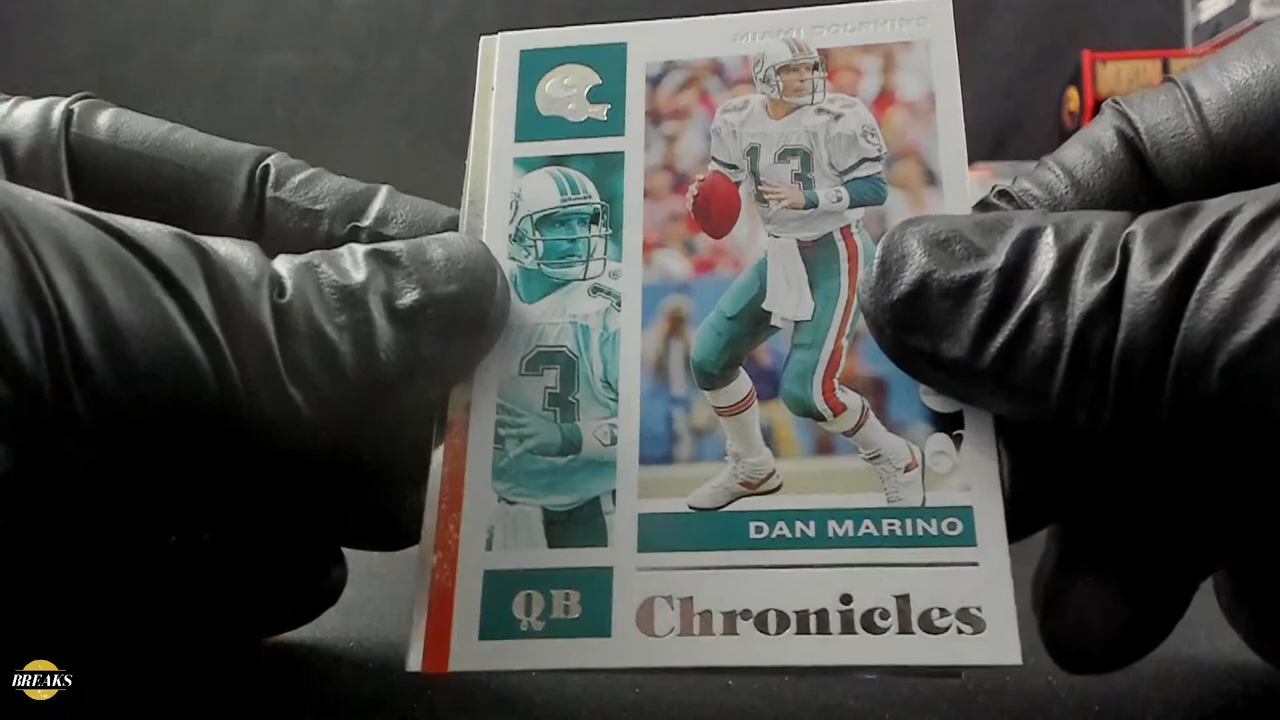 MIAMI DOLPHINS
13
3
DAN MARINO
QB
Chronicles
BREAKS